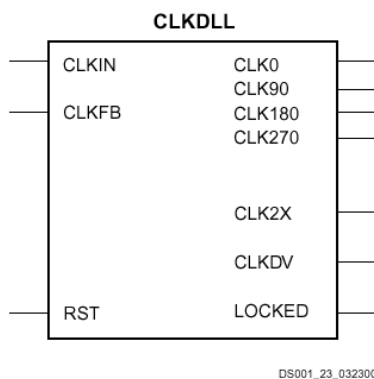 CLKDLL
CLKIN CLK0
CLK90
CLKFB CLK180
CLK270
CLK2X
CLKDV
RST LOCKED
DS001_23_032300